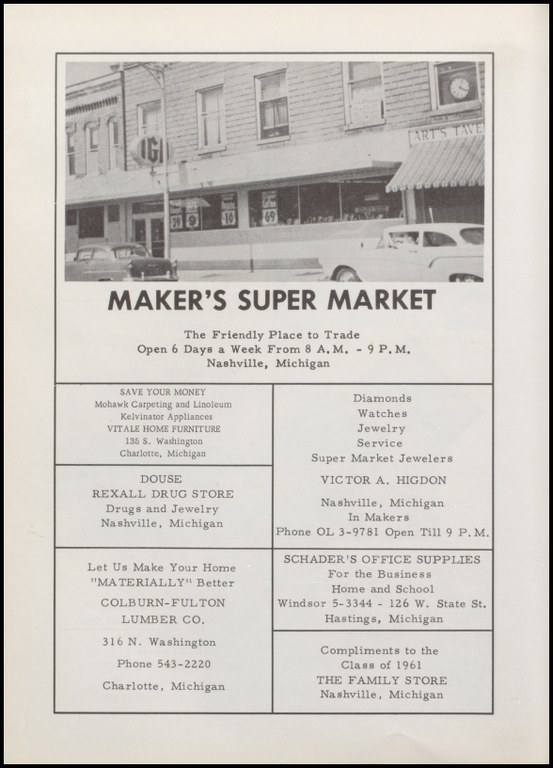 IGA
ART'S TAVE
39
9
10
69
MAKER'S SUPER MARKET
The Friendly Place to Trade
Open 6 Days a Week From 8 A.M. - 9 P.M.
Nashville, Michigan
SAVE YOUR MONEY
Mohawk Carpeting and Linoleum
Kelvinator Appliances
VITALE HOME FURNITURE
135 S. Washington
Charlotte, Michigan
DOUSE
REXALL DRUG STORE
Drugs and Jewelry
Nashville, Michigan
Let Us Make Your Home
"MATERIALLY" Better
COLBURN-FULTON
LUMBER CO.
316 N. Washington
Phone 543-2220
Charlotte, Michigan
Diamonds
Watches
Jewelry
Service
Super Market Jewelers
VICTOR A. HIGDON
Nashville, Michigan
In Makers
Phone OL 3-9781 Open Till 9 P.M.
SCHADER'S OFFICE SUPPLIES
For the Business
Home and School
Windsor 5-3344 - 126 W. State St.
Hastings, Michigan
Compliments to the
Class of 1961
THE FAMILY STORE
Nashville, Michigan